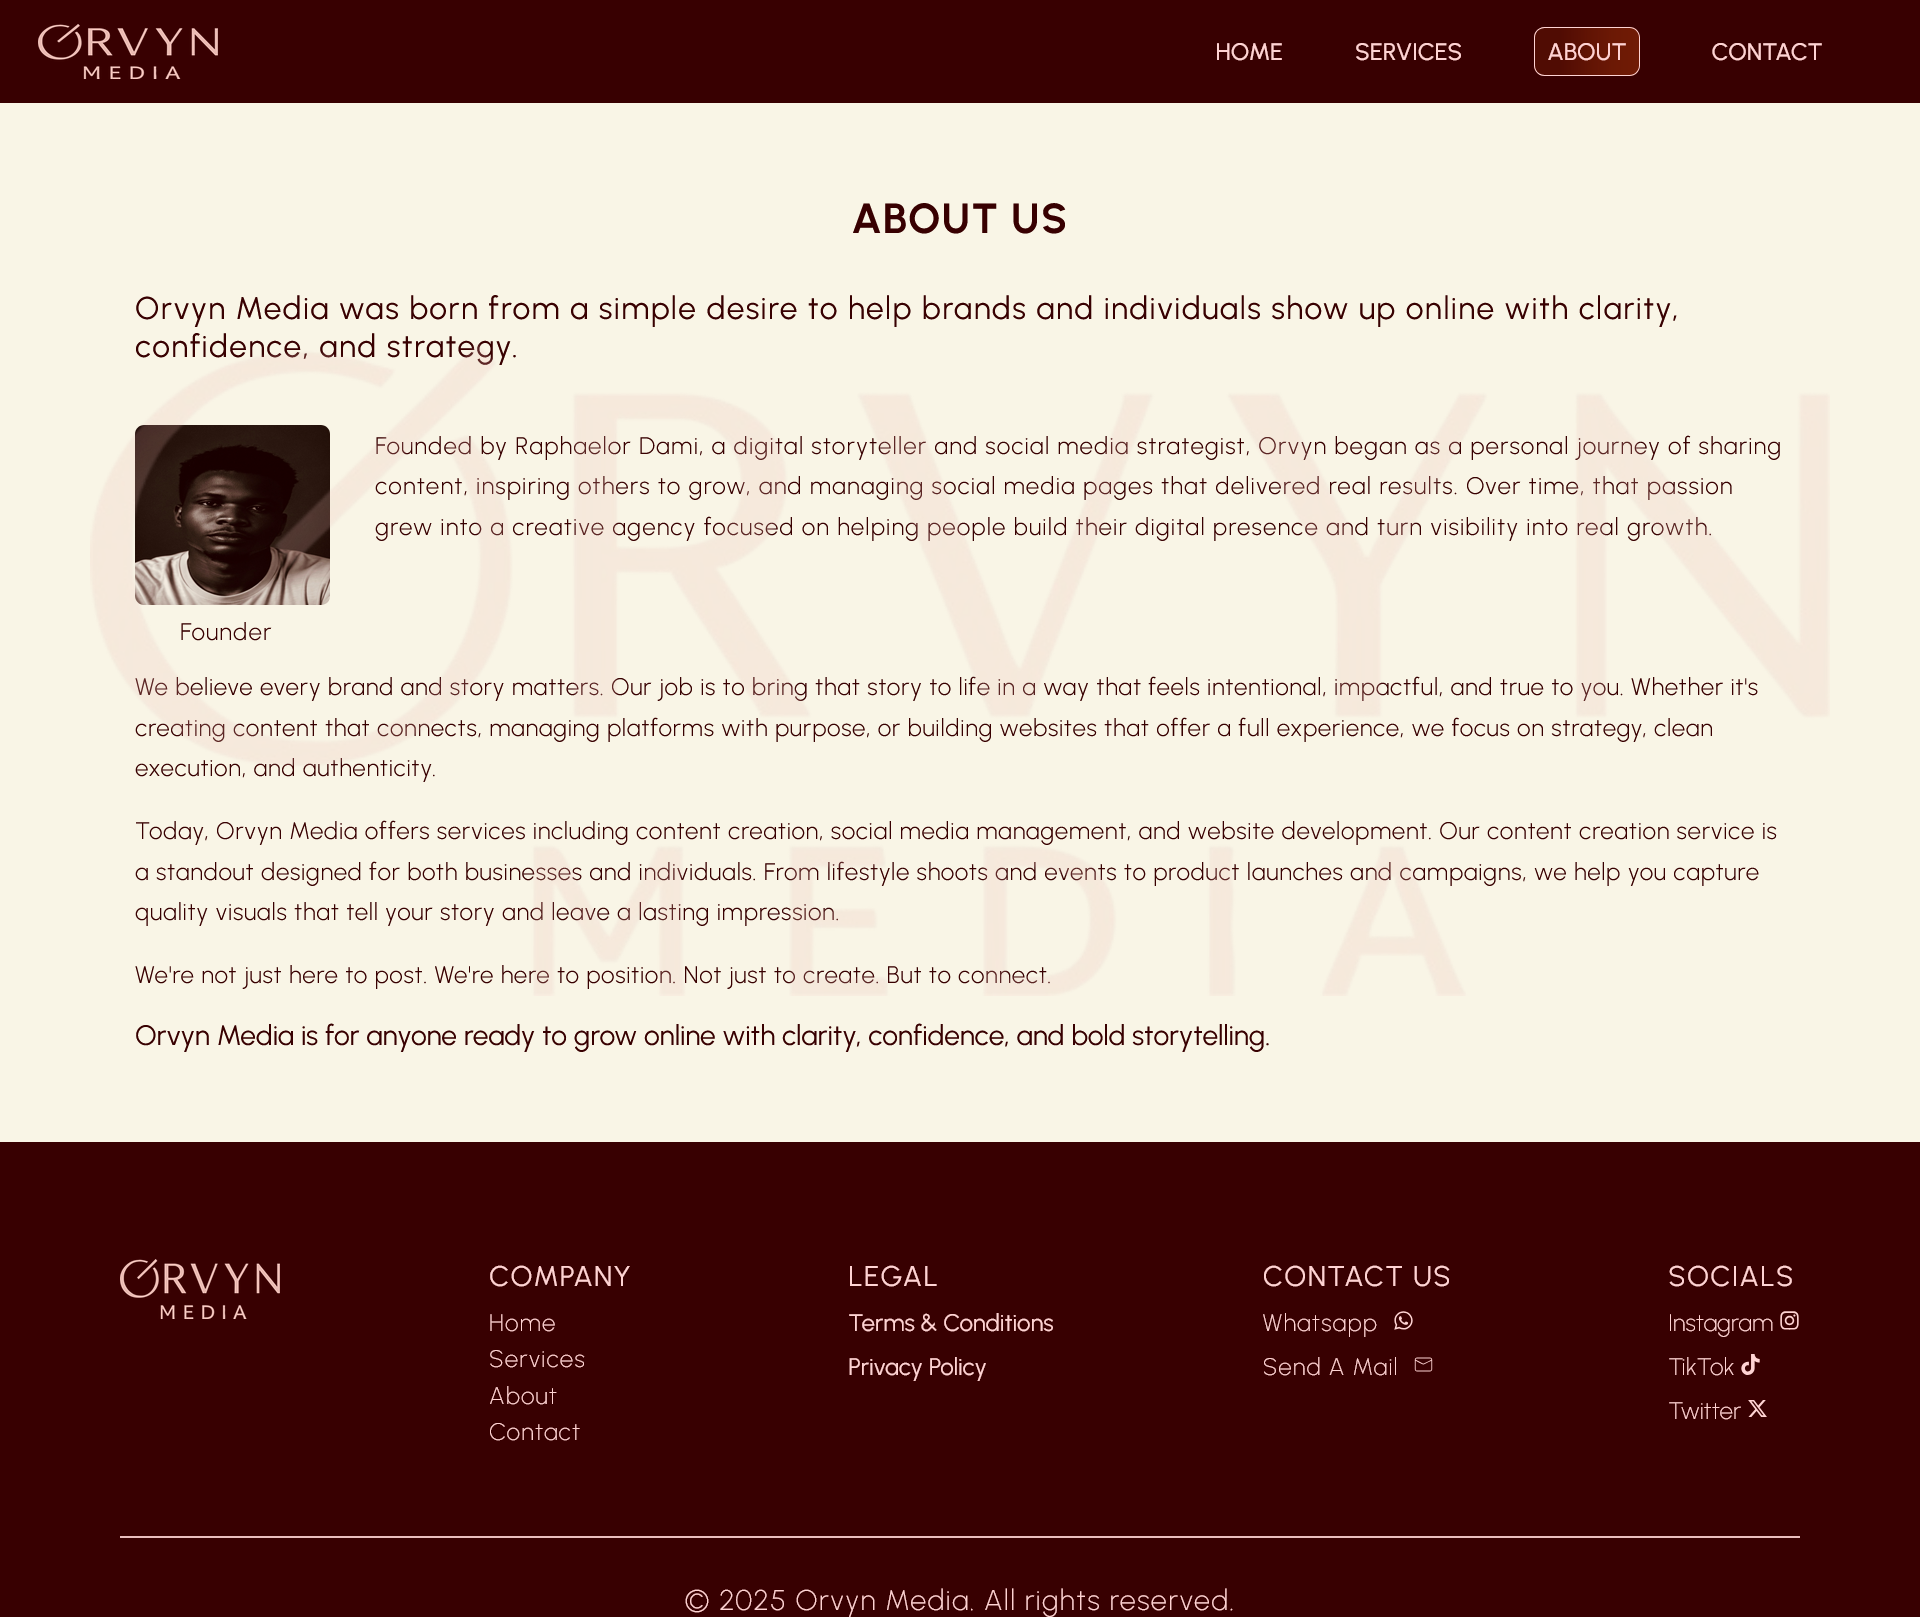 ORVYN
MEDIA
HOME SERVICES ABOUT CONTACT
ABOUT US
Orvyn Media was born from a simple desire to help brands and individuals show up online with clarity,
confidence, and strategy.
Founded by Raphaelor Dami, a digital storyteller and social media strategist, Orvyn began as a personal journey of sharing
content, inspiring others to grow, and managing social media pages that delivered real results. Over time, that passion
grew into a creative agency focused on helping people build their digital presence and turn visibility into real growth.
Founder
ORVYN
We believe every brand and story matters. Our job is to bring that story to life in a way that feels intentional, impactful, and true to you. Whether it's
creating content that connects, managing platforms with purpose, or building websites that offer a full experience, we focus on strategy, clean
execution, and authenticity.
Today, Orvyn Media offers services including content creation, social media management, and website development. Our content creation service is
a standout designed for both businesses and individuals. From lifestyle shoots and events to product launches and campaigns, we help you capture
quality visuals that tell your story and leave a lasting impression.
MEDIA
We're not just here to post. We're here to position. Not just to create. But to connect.
Orvyn Media is for anyone ready to grow online with clarity, confidence, and bold storytelling.
ORVYN
MEDIA
COMPANY
Home
Services
About
Contact
LEGAL
Terms & Conditions
Privacy Policy
CONTACT US
Whatsapp
Send A Mail
SOCIALS
Instagram
TikTok
Twitter
© 2025 Orvyn Media. All rights reserved.